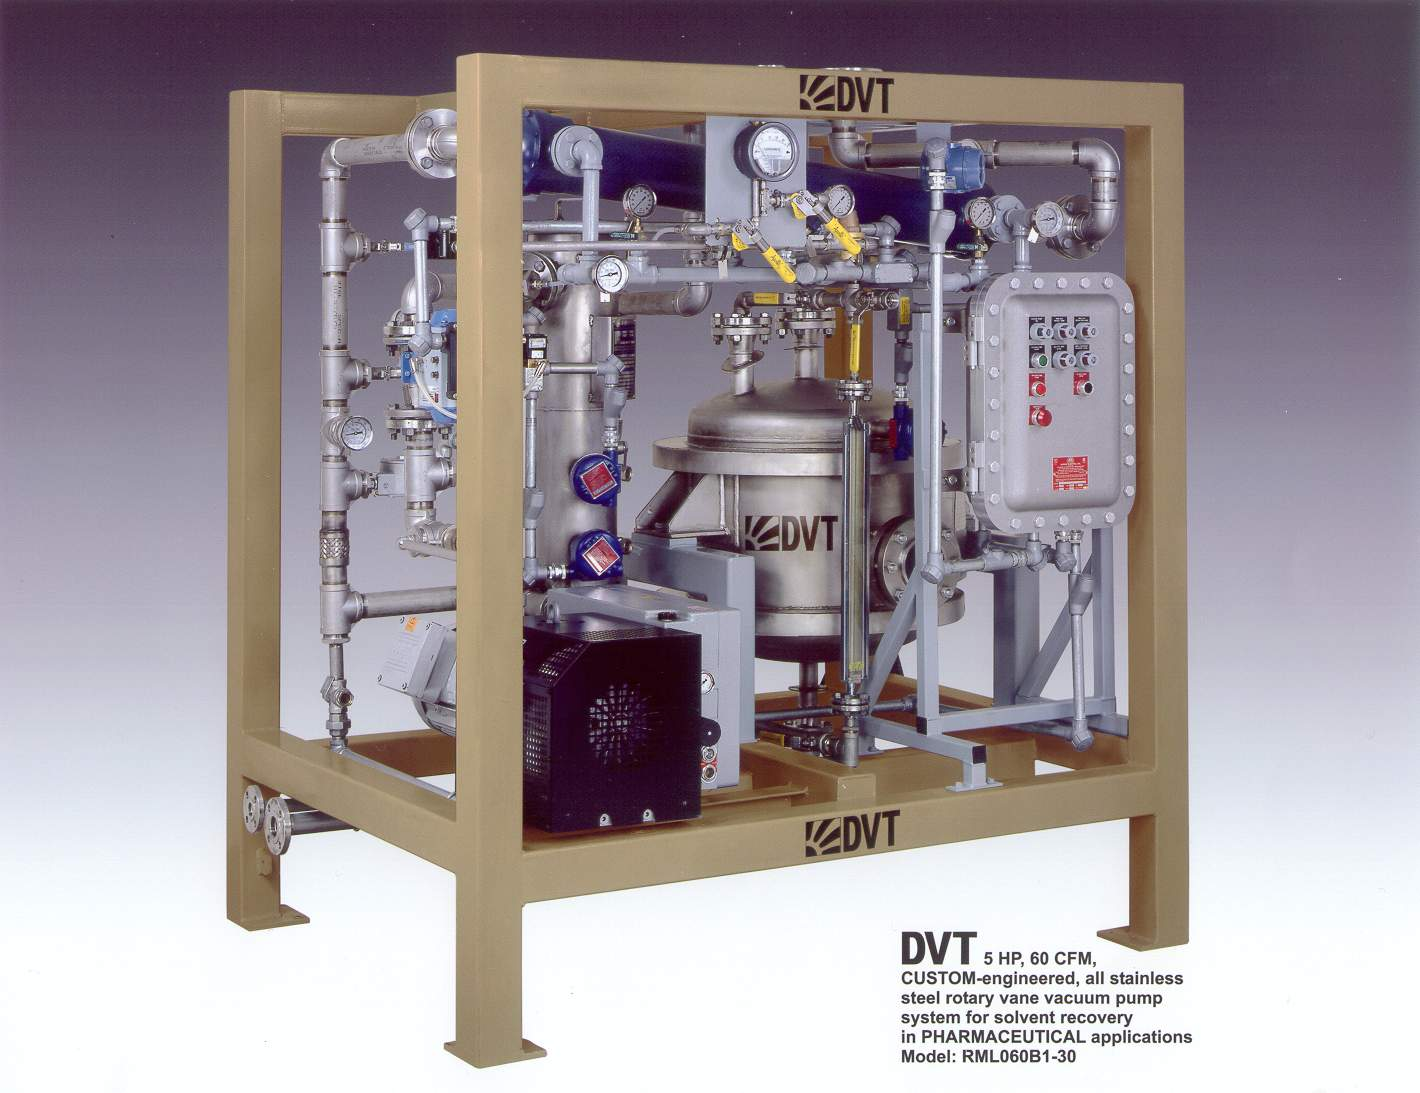 DVT
DVT
DVT
DVT 5 HP, 60 CFM,
CUSTOM-engineered, all stainless
steel rotary vane vacuum pump
system for solvent recovery
in PHARMACEUTICAL applications
Model: RML060B1-30